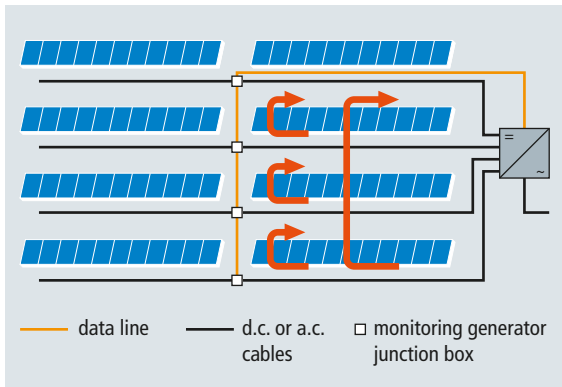 =
~
data line
d.c. or a.c.
cables
monitoring generator
junction box